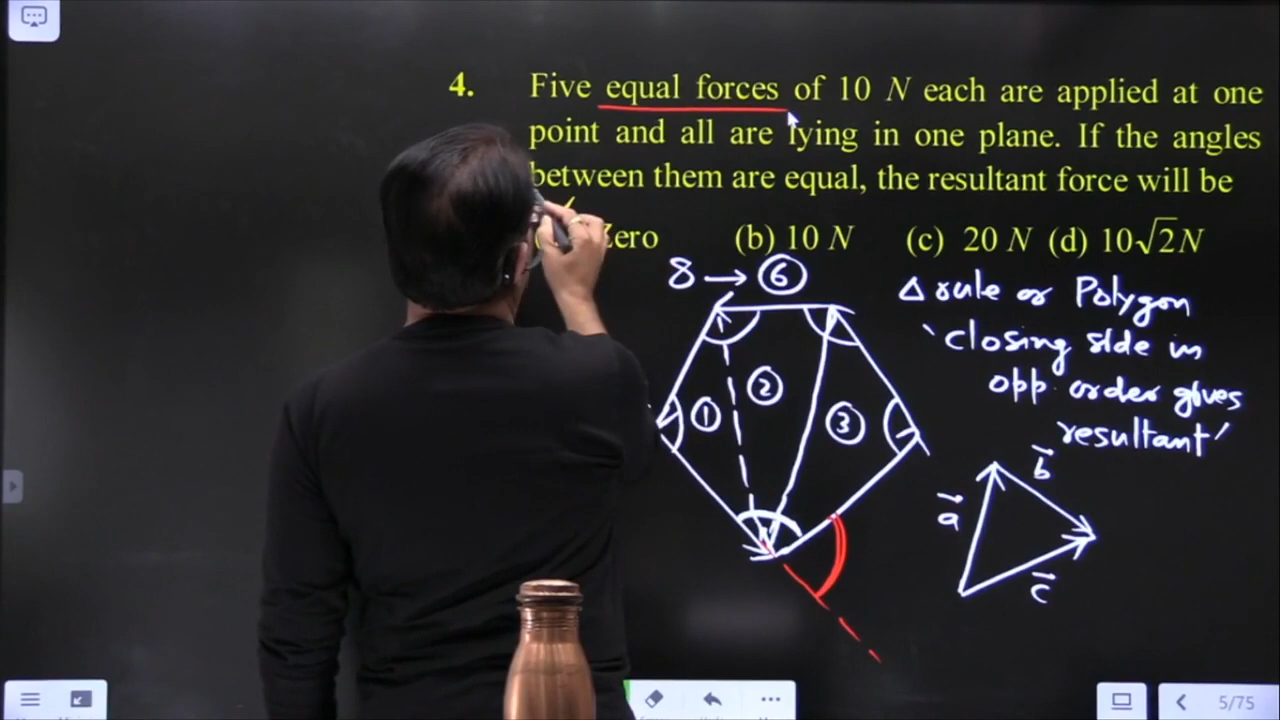 4. Five equal forces of 10 N each are applied at one
point and all are lying in one plane. If the angles
between them are equal, the resultant force will be
Zero (b) 10 N (c) 20 N (d) 10√2N
8 → 6
Δ rule or Polygon
'closing side in
opp. order gives
resultant'
1 2 3
a b c
5/75